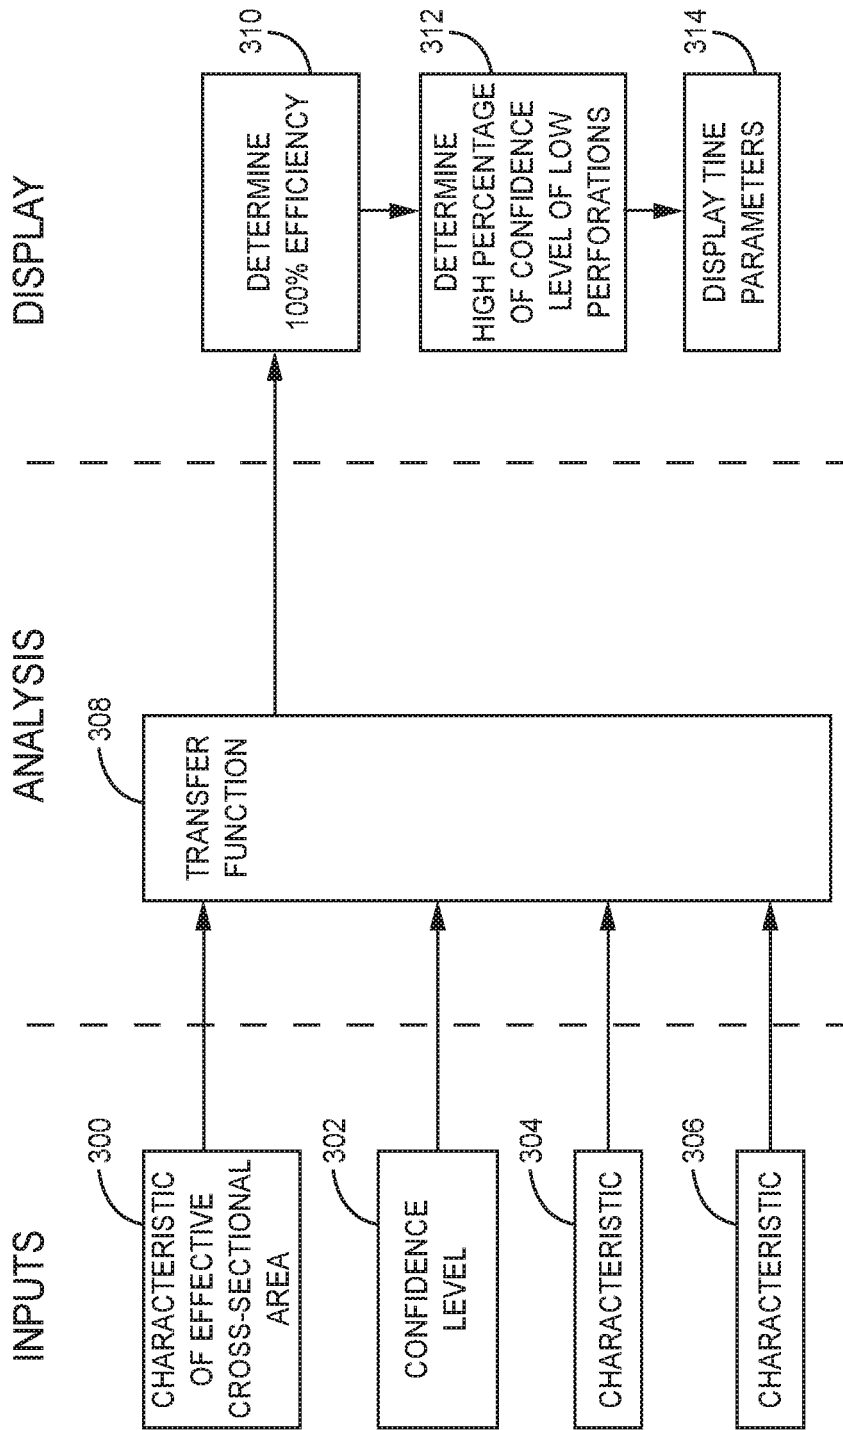 INPUTS
ANALYSIS
DISPLAY
300
CHARACTERISTIC
OF EFFECTIVE
CROSS-SECTIONAL
AREA
302
CONFIDENCE
LEVEL
304
CHARACTERISTIC
306
CHARACTERISTIC
308
TRANSFER
FUNCTION
310
DETERMINE
100% EFFICIENCY
312
DETERMINE
HIGH PERCENTAGE
OF CONFIDENCE
LEVEL OF LOW
PERFORATIONS
314
DISPLAY TINE
PARAMETERS